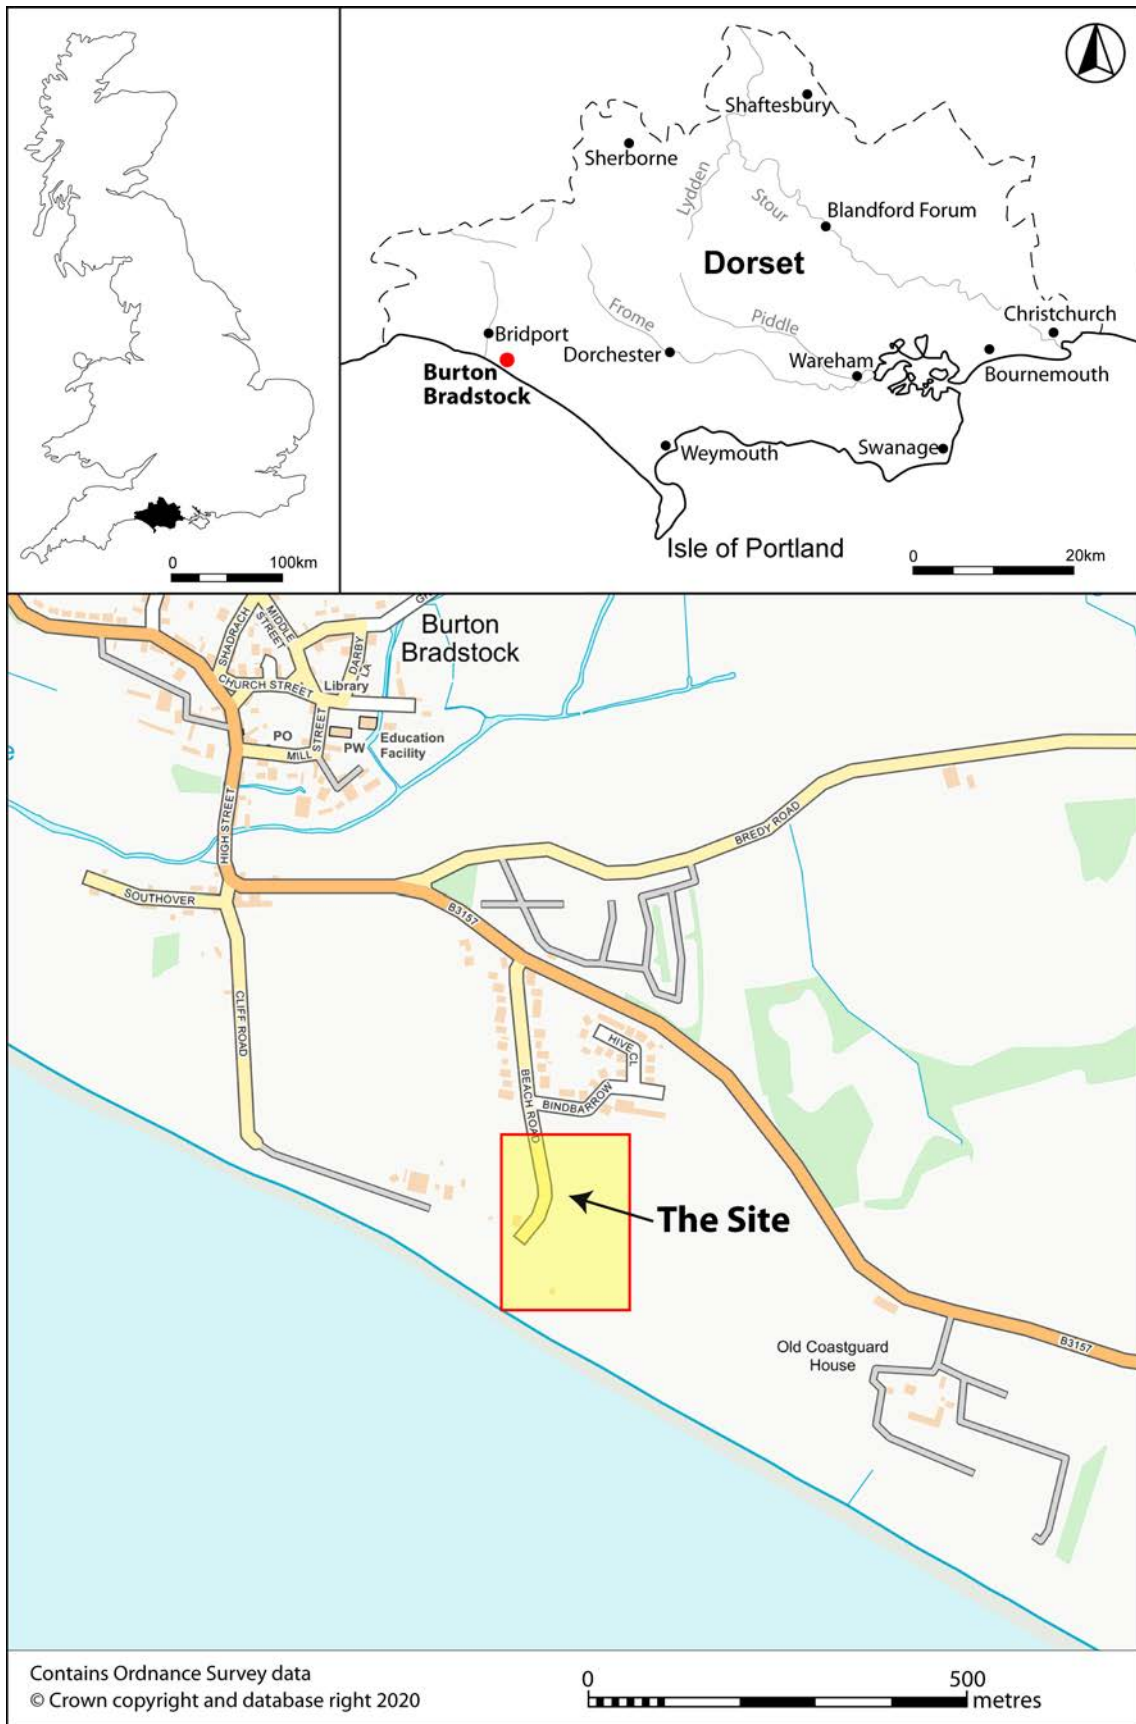 0
100km
Shaftesbury
Sherborne
Lydden
Stour
Blandford Forum
Dorset
Christchurch
Frome
Piddle
Bridport
Dorchester
Wareham
Bournemouth
Burton
Bradstock
Weymouth
Swanage
Isle of Portland
0
20km
SHADRACH
MIDDLE
STREET
DARBY
LA
Burton
Bradstock
CHURCH STREET
Library
PO
MILL
STREET
PW
Education
Facility
HIGH STREET
BREDY ROAD
SOUTHOVER
B3157
CLIFF ROAD
HIVE CL
BEACH ROAD
BINDBARROW
The Site
Old Coastguard
House
B3157
Contains Ordnance Survey data
© Crown copyright and database right 2020
0
500
metres